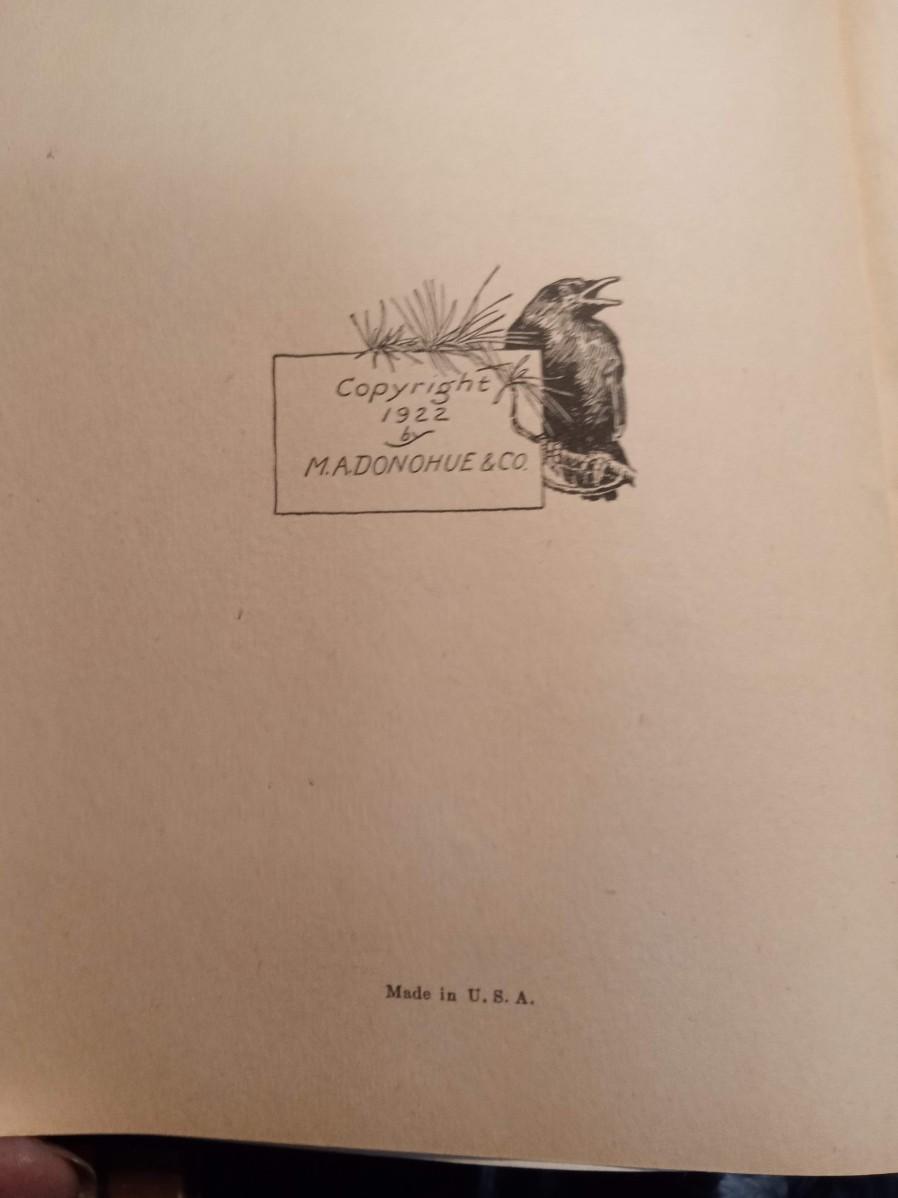 Copyright
1922
by
M.A.DONOHUE & CO.
Made in U. S. A.